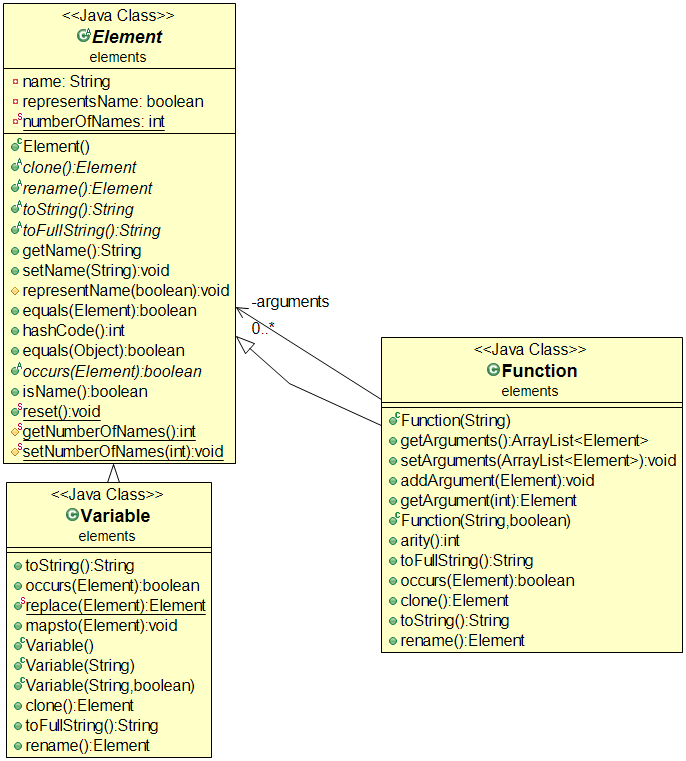 <<Java Class>>
Element
elements
name: String
representsName: boolean
numberOfNames: int
Element()
clone():Element
rename():Element
toString():String
toFullString():String
getName():String
setName(String):void
representName(boolean):void
equals(Element):boolean
hashCode():int
equals(Object):boolean
occurs(Element):boolean
isName():boolean
reset():void
getNumberOfNames():int
setNumberOfNames(int):void
-arguments
0..*
<<Java Class>>
Function
elements
Function(String)
getArguments():ArrayList<Element>
setArguments(ArrayList<Element>):void
addArgument(Element):void
getArgument(int):Element
Function(String,boolean)
arity():int
toFullString():String
occurs(Element):boolean
clone():Element
toString():String
rename():Element
<<Java Class>>
Variable
elements
toString():String
occurs(Element):boolean
replace(Element):Element
mapsto(Element):void
Variable()
Variable(String)
Variable(String,boolean)
clone():Element
toFullString():String
rename():Element